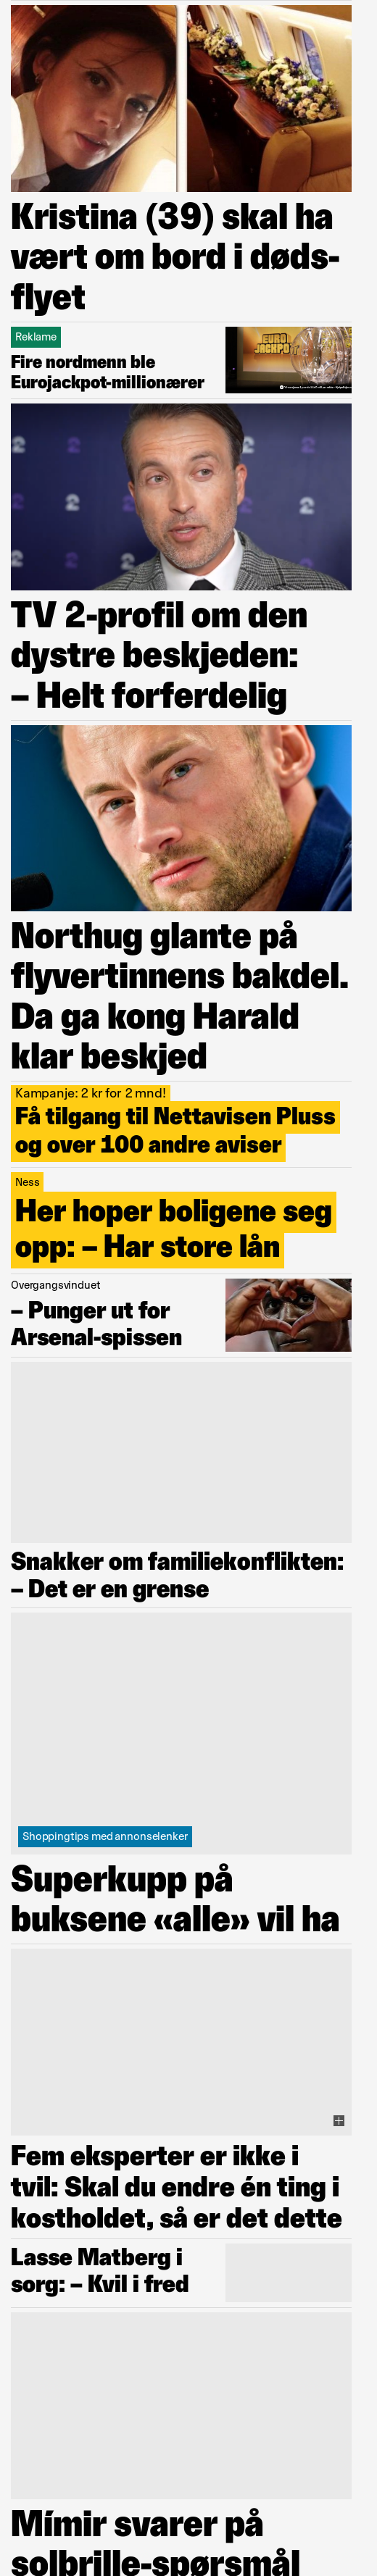 Kristina (39) skal ha
vært om bord i døds-
flyet
Reklame
Fire nordmenn ble
Eurojackpot-millionærer
EURO
JACKPOT
2
TV 2-profil om den
dystre beskjeden:
– Helt forferdelig
Northug glante på
flyvertinnens bakdel.
Da ga kong Harald
klar beskjed
Kampanje: 2 kr for 2 mnd!
Få tilgang til Nettavisen Pluss
og over 100 andre aviser
Ness
Her hoper boligene seg
opp: – Har store lån
Overgangsvinduet
– Punger ut for
Arsenal-spissen
Snakker om familiekonflikten:
– Det er en grense
Shoppingtips med annonselenker
Superkupp på
buksene «alle» vil ha
Fem eksperter er ikke i
tvil: Skal du endre én ting i
kostholdet, så er det dette
Lasse Matberg i
sorg: – Kvil i fred
Mímir svarer på
solbrille-spørsmål